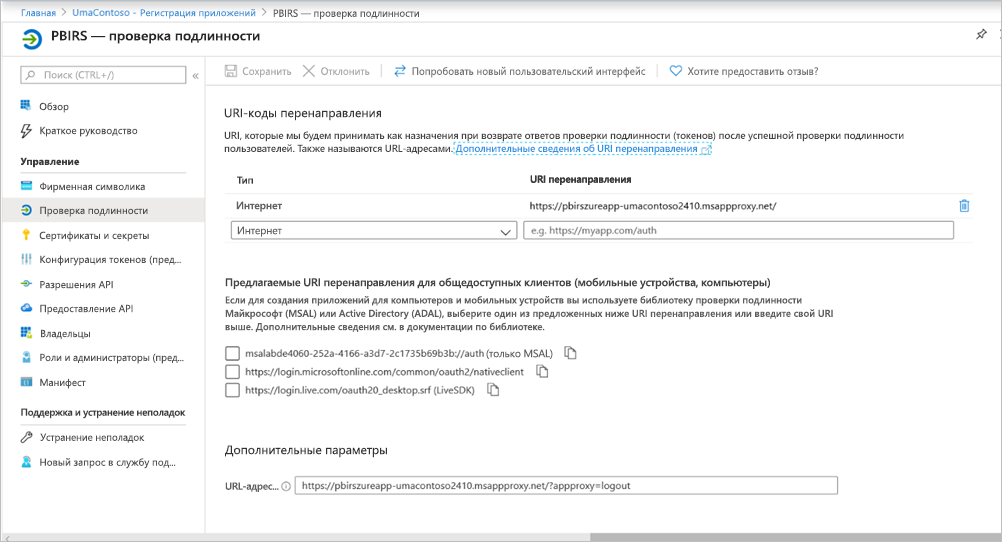 Главная > UmaContoso - Регистрация приложений > PBIRS — проверка подлинности
PBIRS — проверка подлинности
Поиск (CTRL+/)
«
Обзор
Краткое руководство
Управление
Фирменная символика
Проверка подлинности
Сертификаты и секреты
Конфигурация токенов (пред...
Разрешения API
Предоставление API
Владельцы
Роли и администраторы (пред...
Манифест
Поддержка и устранение неполадок
Устранение неполадок
Новый запрос в службу под...
Сохранить Отклонить Попробовать новый пользовательский интерфейс Хотите предоставить отзыв?
URI-коды перенаправления
URI, которые мы будем принимать как назначения при возврате ответов проверки подлинности (токенов) после успешной проверки подлинности
пользователей. Также называются URL-адресами. Дополнительные сведения об URI перенаправления
Тип URI перенаправления
Интернет https://pbirszureapp-umacontoso2410.msappproxy.net/
Интернет e.g. https://myapp.com/auth
Предлагаемые URI перенаправления для общедоступных клиентов (мобильные устройства, компьютеры)
Если для создания приложений для компьютеров и мобильных устройств вы используете библиотеку проверки подлинности
Майкрософт (MSAL) или Active Directory (ADAL), выберите один из предложенных ниже URI перенаправления или введите свой URI
выше. Дополнительные сведения см. в документации по библиотеке.
msalabde4060-252a-4166-a3d7-2c1735b69b3b://auth (только MSAL)
https://login.microsoftonline.com/common/oauth2/nativeclient
https://login.live.com/oauth20_desktop.srf (LiveSDK)
Дополнительные параметры
URL-адрес... https://pbirszureapp-umacontoso2410.msappproxy.net/?appproxy=logout